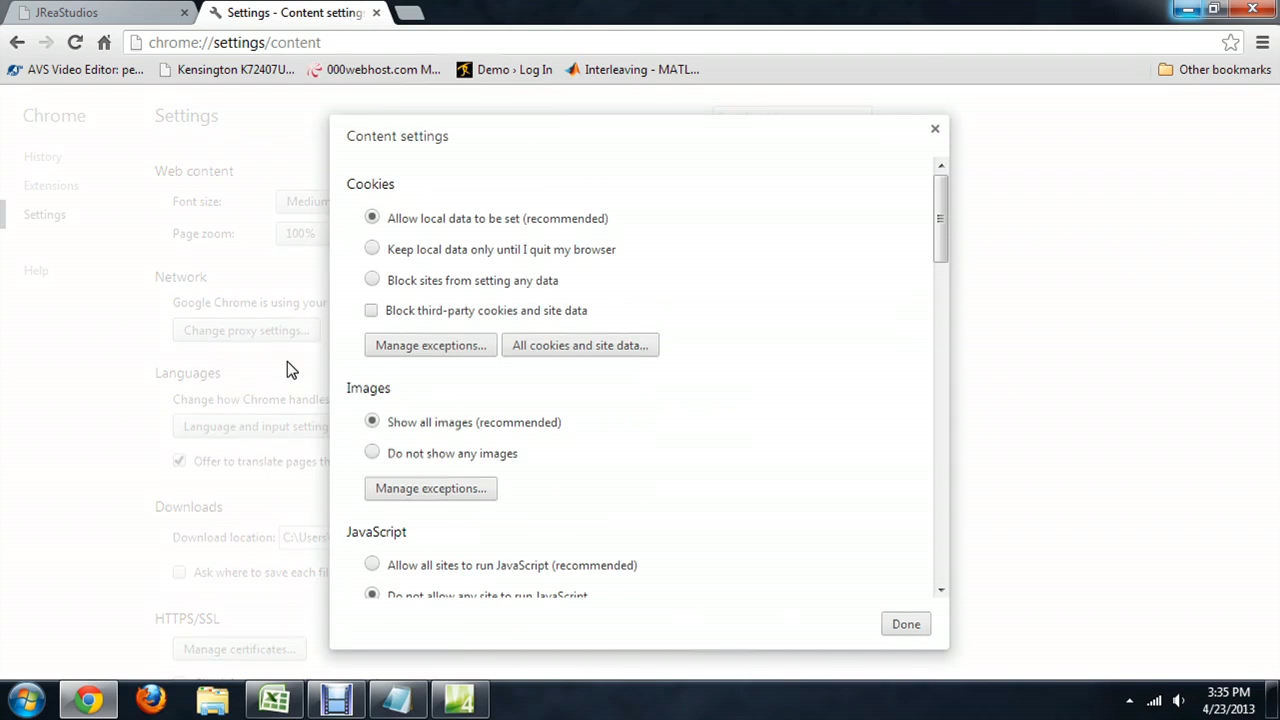 JReaStudios
Settings - Content setting
chrome://settings/content
AVS Video Editor: pe...
Kensington K72407U...
000webhost.com M...
Demo › Log In
Interleaving - MATL...
Other bookmarks
Chrome
History
Extensions
Settings
Help
Settings
Web content
Font size:
Medium
Page zoom:
100%
Network
Google Chrome is using your
Change proxy settings...
Languages
Change how Chrome handles
Language and input setting
Offer to translate pages th
Downloads
Download location:
C:\Users\
Ask where to save each fil
HTTPS/SSL
Manage certificates...
Content settings
Cookies
Allow local data to be set (recommended)
Keep local data only until I quit my browser
Block sites from setting any data
Block third-party cookies and site data
Manage exceptions...
All cookies and site data...
Images
Show all images (recommended)
Do not show any images
Manage exceptions...
JavaScript
Allow all sites to run JavaScript (recommended)
Do not allow any site to run JavaScript
Done
3:35 PM
4/23/2013